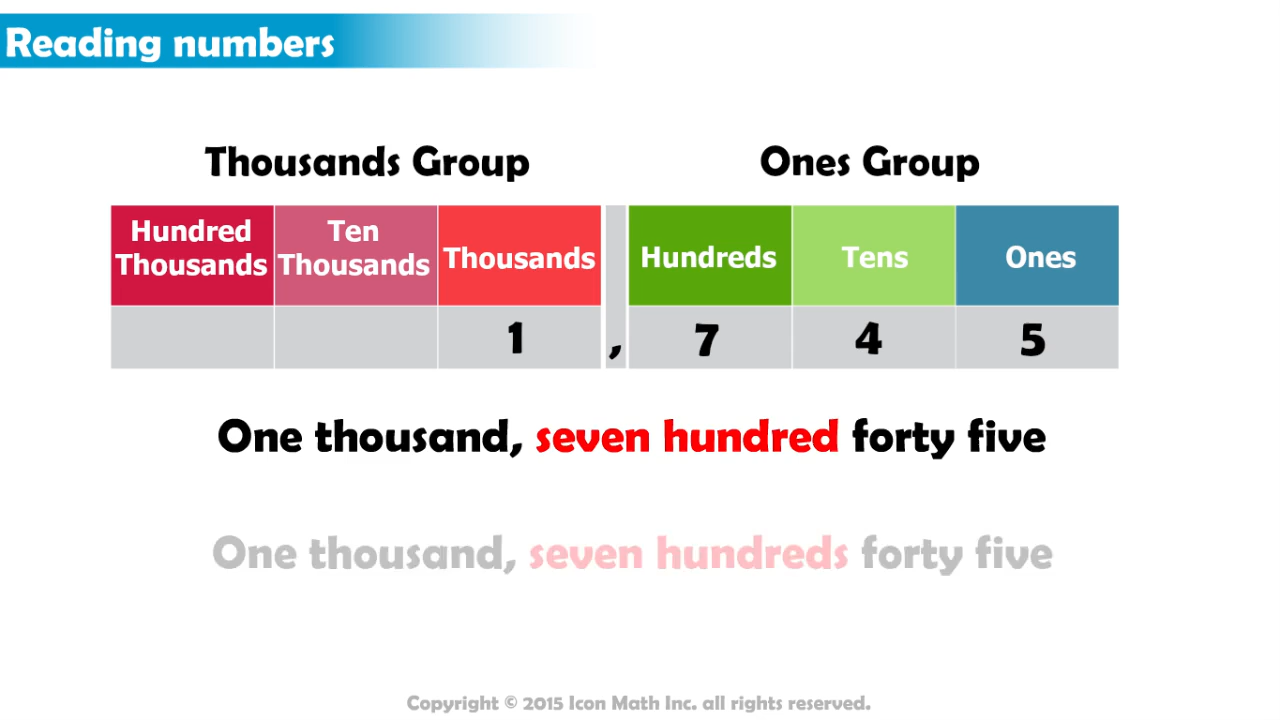 Reading numbers
Thousands Group Ones Group
Hundred Thousands Ten Thousands Thousands Hundreds Tens Ones
1 , 7 4 5
One thousand, seven hundred forty five
One thousand, seven hundreds forty five
Copyright © 2015 Icon Math Inc. all rights reserved.